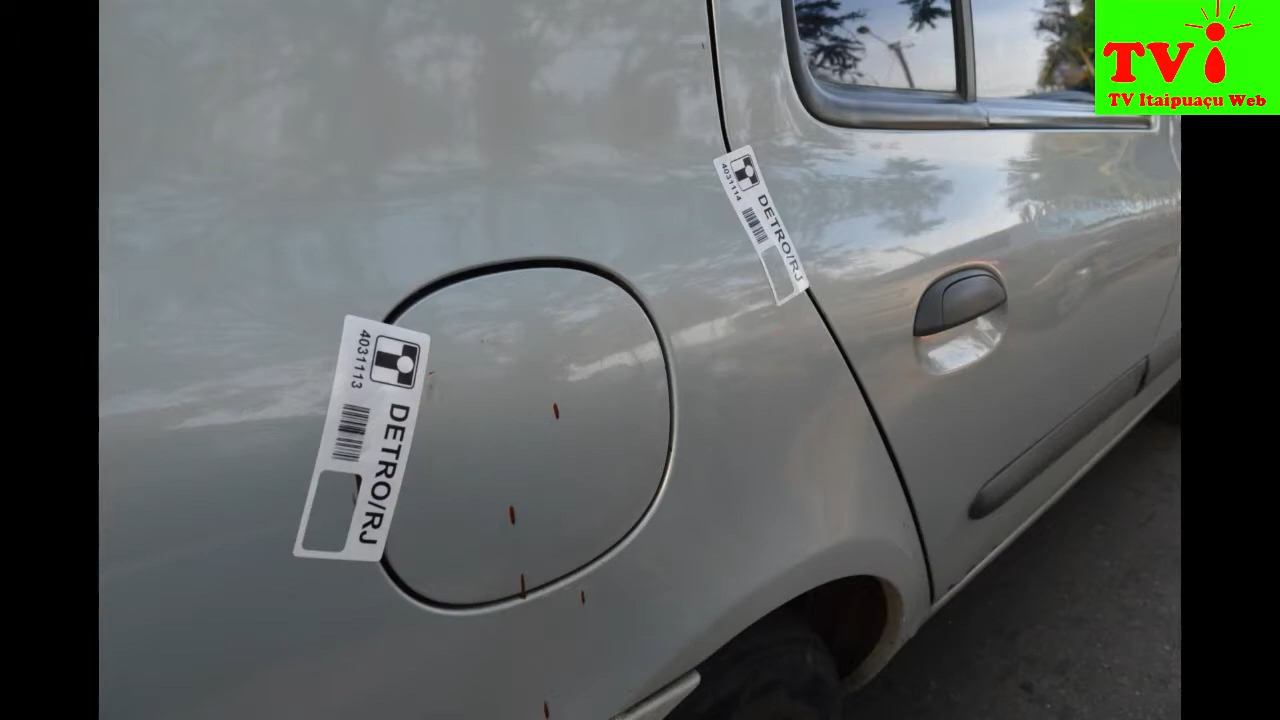 TVi
TV Itaipuaçu Web
4031114
DETRO/RJ
4031113
DETRO/RJ